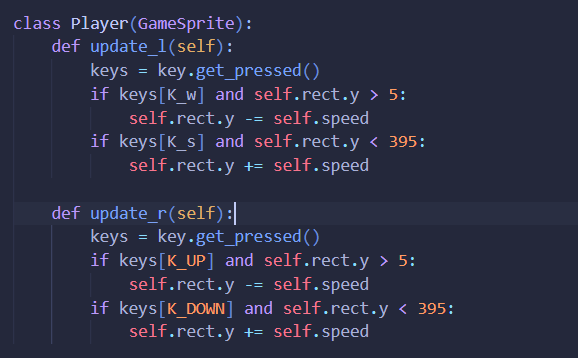 class Player(GameSprite):
    def update_l(self):
        keys = key.get_pressed()
        if keys[K_w] and self.rect.y > 5:
            self.rect.y -= self.speed
        if keys[K_s] and self.rect.y < 395:
            self.rect.y += self.speed

    def update_r(self):
        keys = key.get_pressed()
        if keys[K_UP] and self.rect.y > 5:
            self.rect.y -= self.speed
        if keys[K_DOWN] and self.rect.y < 395:
            self.rect.y += self.speed